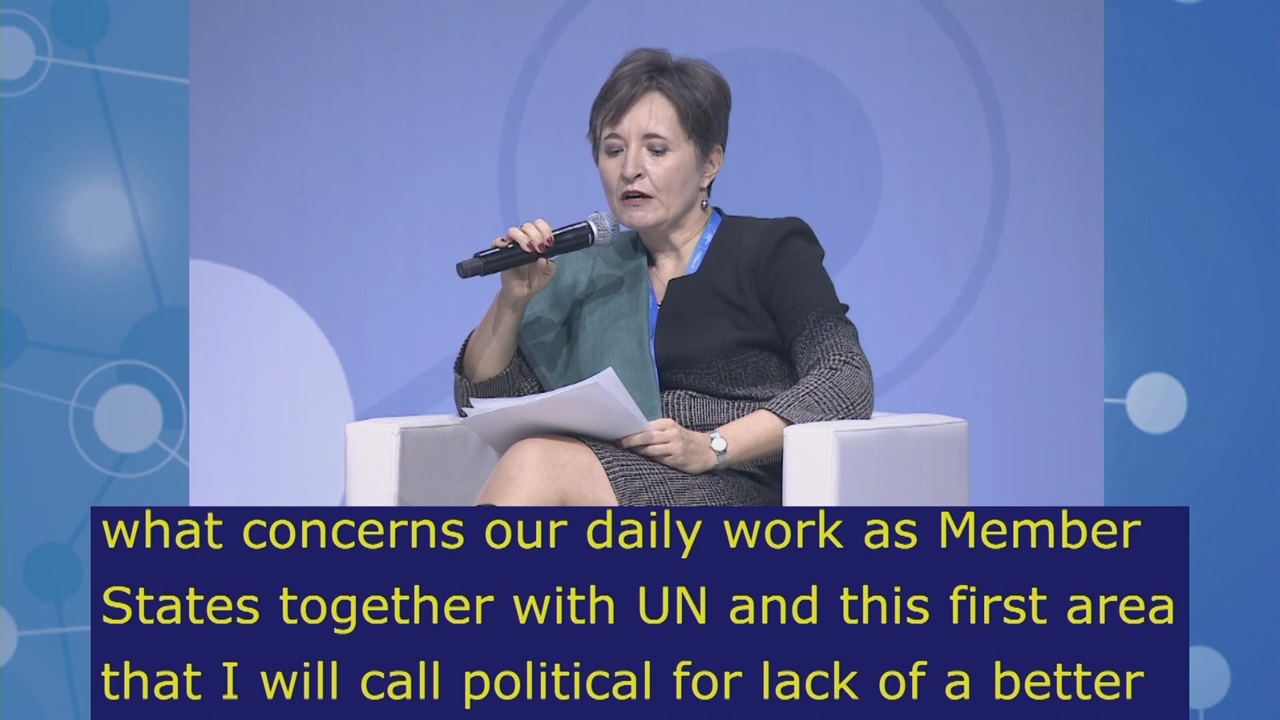 what concerns our daily work as Member
States together with UN and this first area
that I will call political for lack of a better